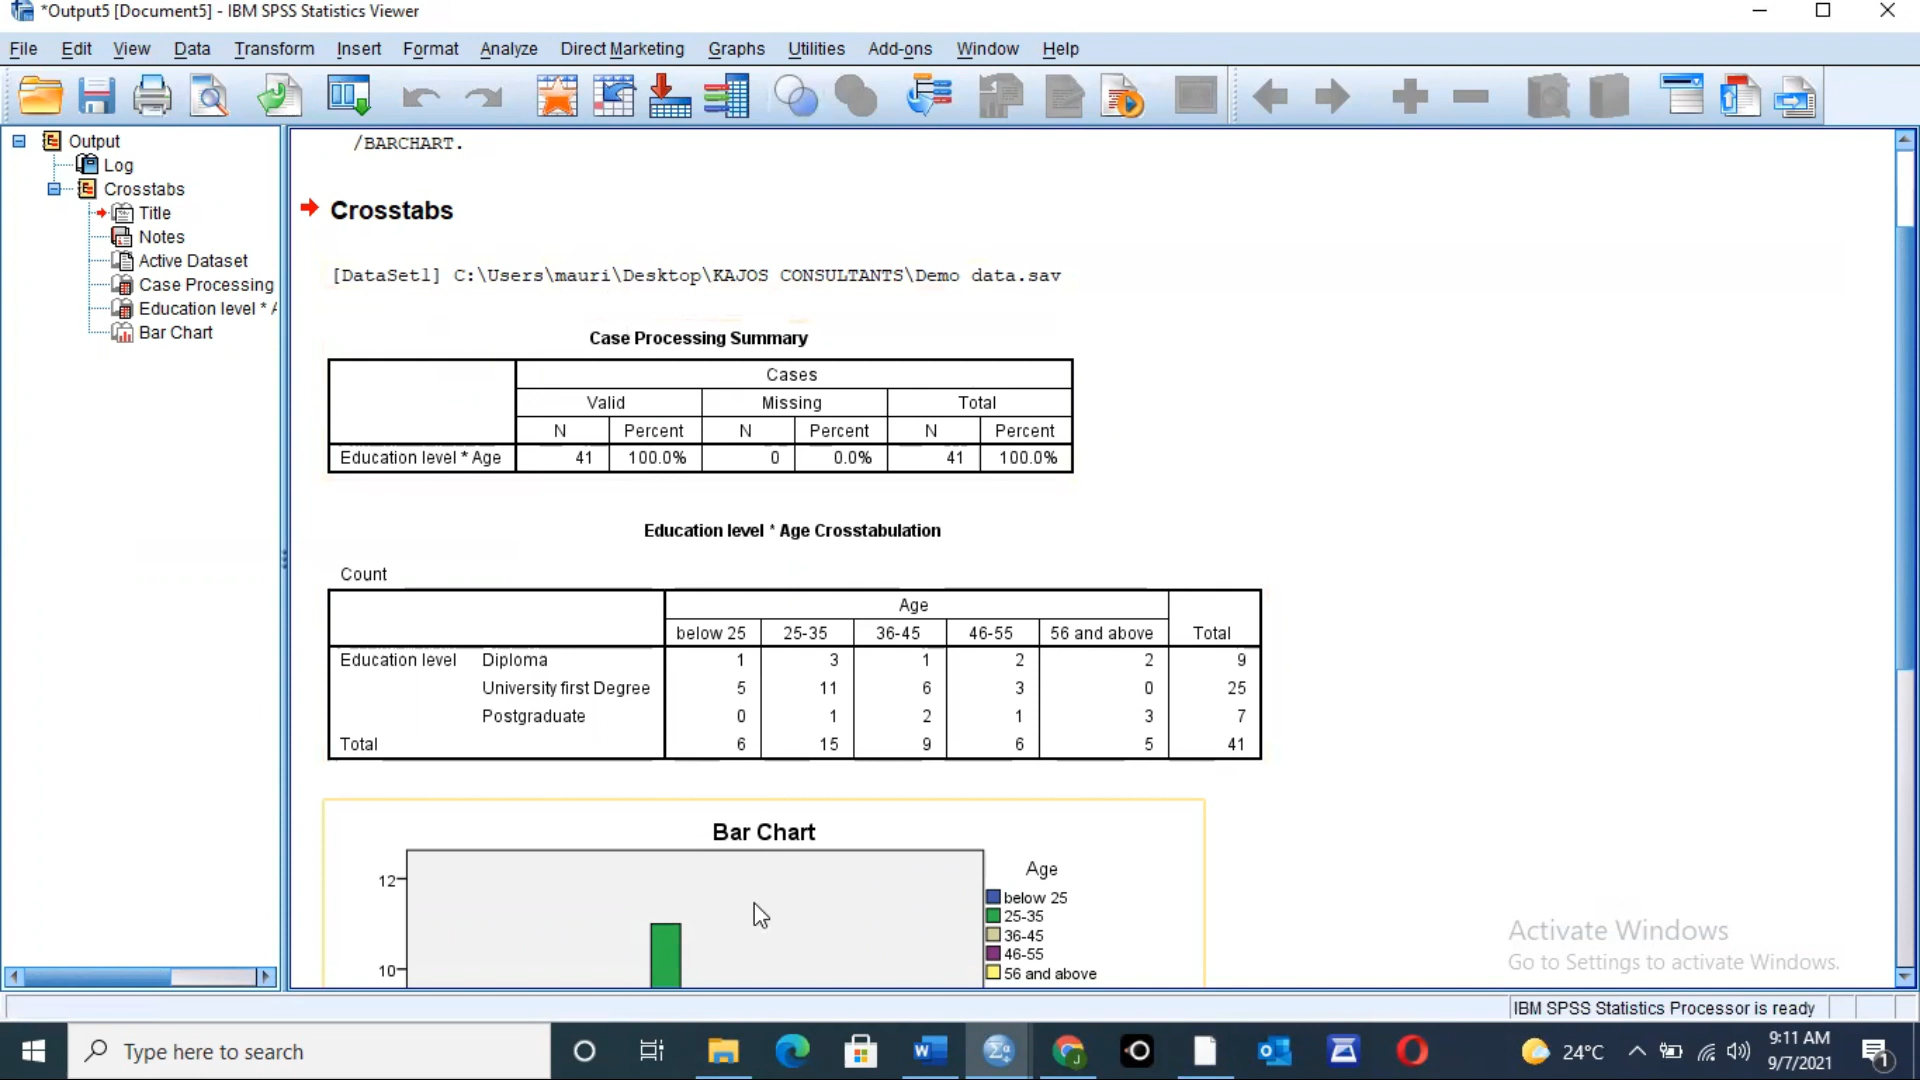 *Output5 [Document5] - IBM SPSS Statistics Viewer
File Edit View Data Transform Insert Format Analyze Direct Marketing Graphs Utilities Add-ons Window Help
Output
Log
Crosstabs
Title
Notes
Active Dataset
Case Processing
Education level * A
Bar Chart
/BARCHART.
Crosstabs
[DataSet1] C:\Users\mauri\Desktop\KAJOS CONSULTANTS\Demo data.sav
Case Processing Summary
Cases
Valid Missing Total
N Percent N Percent N Percent
Education level * Age 41 100.0% 0 0.0% 41 100.0%
Education level * Age Crosstabulation
Count
Age
below 25 25-35 36-45 46-55 56 and above Total
Education level Diploma 1 3 1 2 2 9
University first Degree 5 11 6 3 0 25
Postgraduate 0 1 2 1 3 7
Total 6 15 9 6 5 41
Bar Chart
12
10
Age
below 25
25-35
36-45
46-55
56 and above
Activate Windows
Go to Settings to activate Windows.
IBM SPSS Statistics Processor is ready
Type here to search
24°C
9:11 AM
9/7/2021
1